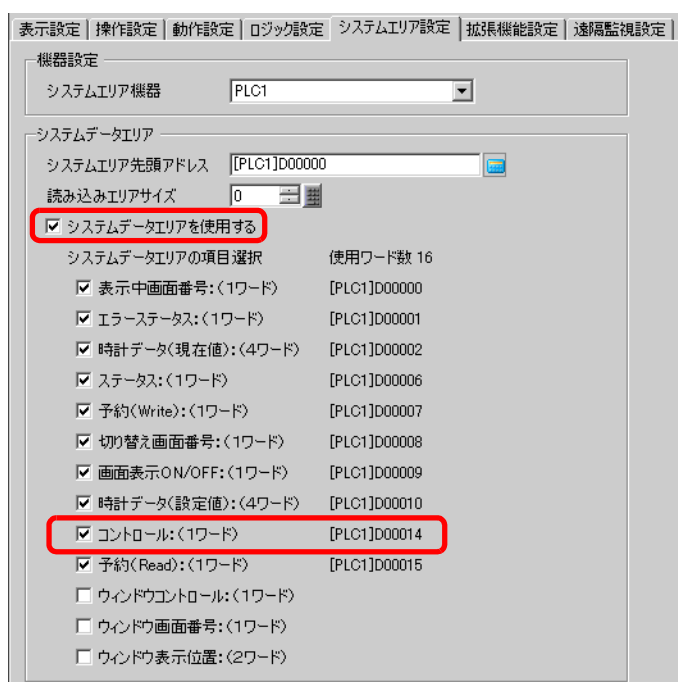 表示設定 操作設定 動作設定 ロジック設定 システムエリア設定 拡張機能設定 遠隔監視設定
機器設定
システムエリア機器 PLC1
システムデータエリア
システムエリア先頭アドレス [PLC1]D00000
読み込みエリアサイズ 0
システムデータエリアを使用する
システムデータエリアの項目選択 使用ワード数 16
表示中画面番号:(1ワード) [PLC1]D00000
エラーステータス:(1ワード) [PLC1]D00001
時計データ(現在値):(4ワード) [PLC1]D00002
ステータス:(1ワード) [PLC1]D00006
予約(Write):(1ワード) [PLC1]D00007
切り替え画面番号:(1ワード) [PLC1]D00008
画面表示ON/OFF:(1ワード) [PLC1]D00009
時計データ(設定値):(4ワード) [PLC1]D00010
コントロール:(1ワード) [PLC1]D00014
予約(Read):(1ワード) [PLC1]D00015
ウィンドウコントロール:(1ワード)
ウィンドウ画面番号:(1ワード)
ウィンドウ表示位置:(2ワード)